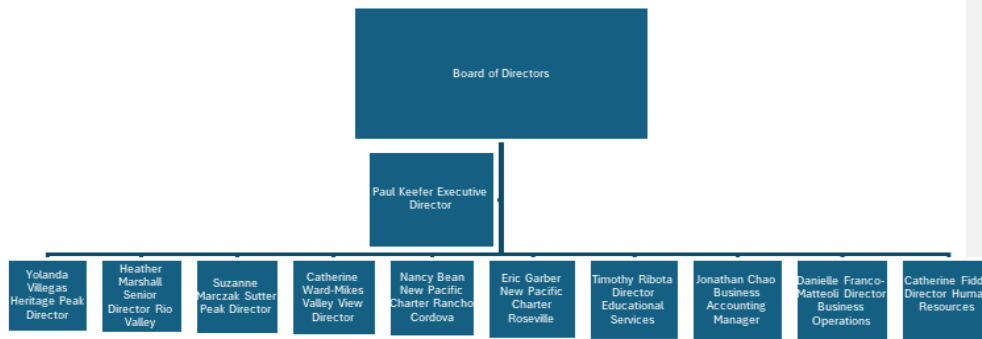 Board of Directors
Paul Keefer Executive
Director
Yolanda
Villegas
Heritage Peak
Director
Heather
Marshall
Senior
Director Rio
Valley
Suzanne
Marczak Sutter
Peak Director
Catherine
Ward-Mikes
Valley View
Director
Nancy Bean
New Pacific
Charter Rancho
Cordova
Eric Garber
New Pacific
Charter
Roseville
Timothy Ribota
Director
Educational
Services
Jonathan Chao
Business
Accounting
Manager
Danielle Franco-
Matteoli Director
Business
Operations
Catherine
Director Human
Resources